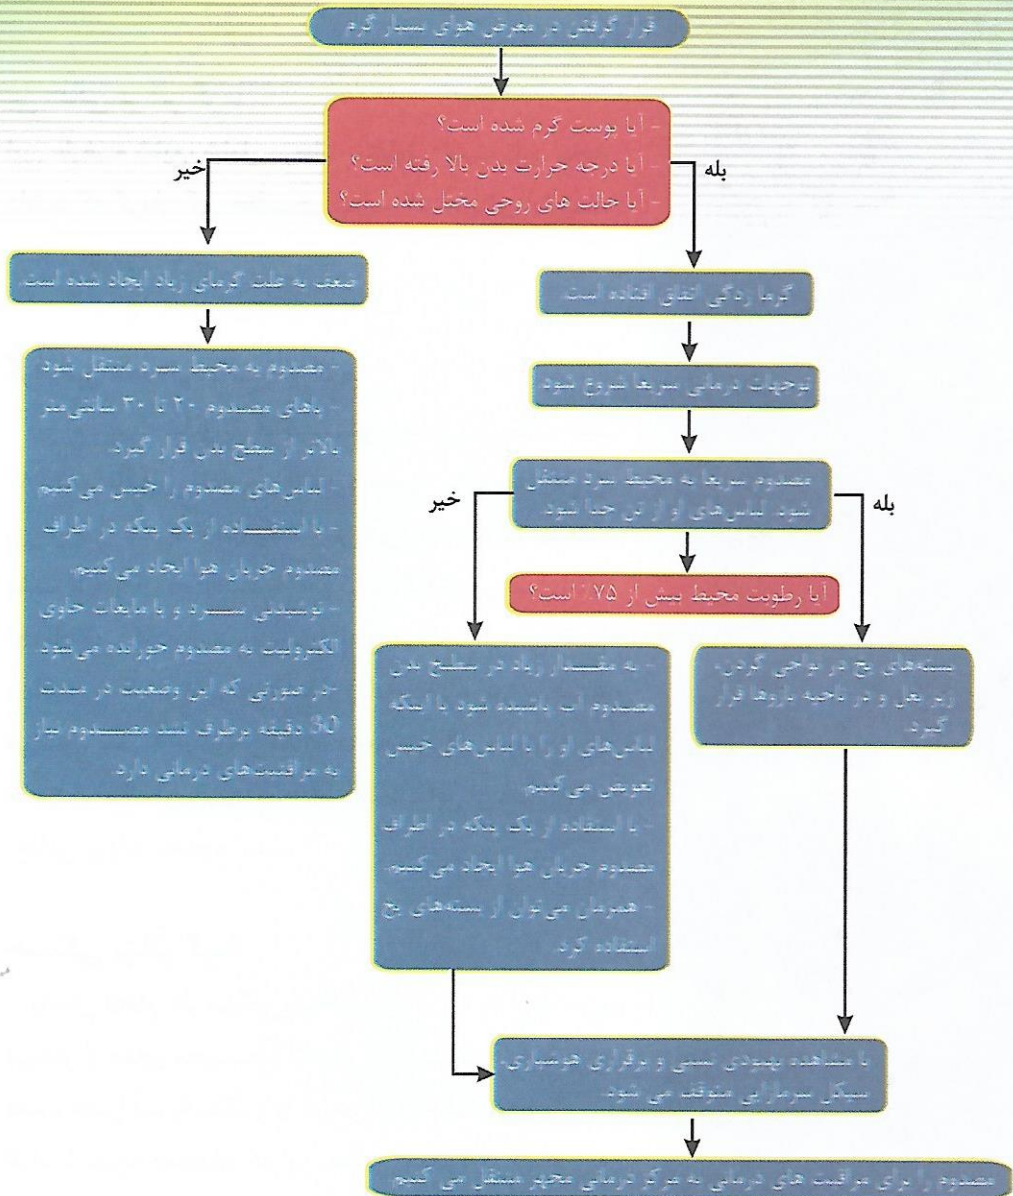 قرار گرفتن در معرض هوای بسیار گرم
- آیا پوست گرم شده است؟
- آیا درجه حرارت بدن بالا رفته است؟
- آیا حالت های روحی مختل شده است؟
بله
خیر
گرما زدگی اتفاق افتاده است.
توجهات درمانی سریعا شروع شود
مصدوم سریعا به محیط سرد منتقل
شود. لباس‌های او از تن جدا شود.
بله
خیر
آیا رطوبت محیط بیش از ۷۵٪ است؟
بسته‌های یخ در نواحی گردن،
زیر بغل و در ناحیه بازوها قرار
گیرد.
- به مقدار زیاد در سطح بدن
مصدوم آب پاشیده شود یا اینکه
لباس‌های او را با لباس‌های خیس
تعویض می کنیم.
- با استفاده از یک پنکه در اطراف
مصدوم جریان هوا ایجاد می کنیم.
- همزمان می توان از بسته‌های یخ
استفاده کرد.
با مشاهده بهبودی نسبی و برقراری هوشیاری،
سیکل سرمازایی متوقف می شود.
مصدوم را برای مراقبت های درمانی به مرکز درمانی مجهز منتقل می کنیم
ضعف به علت گرمای زیاد ایجاد شده است.
- مصدوم به محیط سرد منتقل شود
- پاهای مصدوم ۲۰ تا ۳۰ سانتی‌متر
بالاتر از سطح بدن قرار گیرد.
- لباس‌های مصدوم را خیس می‌کنیم
- با استفاده از یک پنکه در اطراف
مصدوم جریان هوا ایجاد می کنیم.
- نوشیدنی سرد و یا مایعات حاوی
الکترولیت به مصدوم خورانده می‌شود.
-در صورتی که این وضعیت در مدت
30 دقیقه برطرف نشد مصدوم نیاز
به مراقبت‌های درمانی دارد.